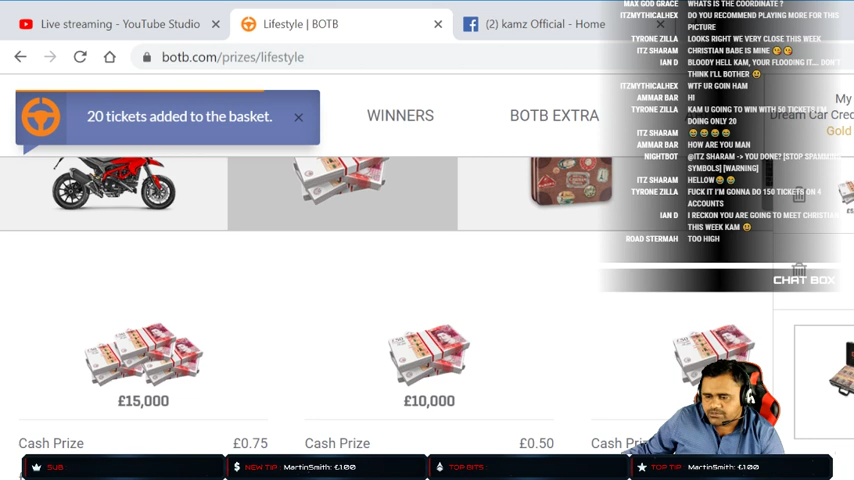 Live streaming - YouTube Studio
Lifestyle | BOTB
(2) kamz Official - Home
botb.com/prizes/lifestyle
20 tickets added to the basket.
WINNERS
BOTB EXTRA
My
Dream Car Cred
Gold
MAX GOD GRACE WHATS IS THE COORDINATE ?
ITZMYTHICALHEX DO YOU RECOMMEND PLAYING MORE FOR THIS
PICTURE
TYRONE ZILLA LOOKS RIGHT WE VERY CLOSE THIS WEEK
ITZ SHARAM CHRISTIAN BABE IS MINE 😘😘
IAN D BLOODY HELL KAM, YOUR FLOODING IT.... DON'T
THINK I'LL BOTHER 😃
ITZMYTHICALHEX WTF UR GOIN HAM
AMMAR BAR HI
TYRONE ZILLA KAM U GOING TO WIN WITH 50 TICKETS I'M
DOING ONLY 20
ITZ SHARAM 😂😂😂😂
AMMAR BAR HOW ARE YOU MAN
NIGHTBOT @ITZ SHARAM -> YOU DONE? [STOP SPAMMING
SYMBOLS] [WARNING]
ITZ SHARAM HELLOW😂 😂
TYRONE ZILLA FUCK IT I'M GONNA DO 150 TICKETS ON 4
ACCOUNTS
IAN D I RECKON YOU ARE GOING TO MEET CHRISTIAN
THIS WEEK KAM 😃
ROAD STERMAH TOO HIGH
CHAT BOX
£15,000
£10,000
Cash Prize £0.75
Cash Prize £0.50
Cash
SUB:
NEW TIP: MartinSmith: £1.00
TOP BITS:
TOP TIP: MartinSmith: £1.00